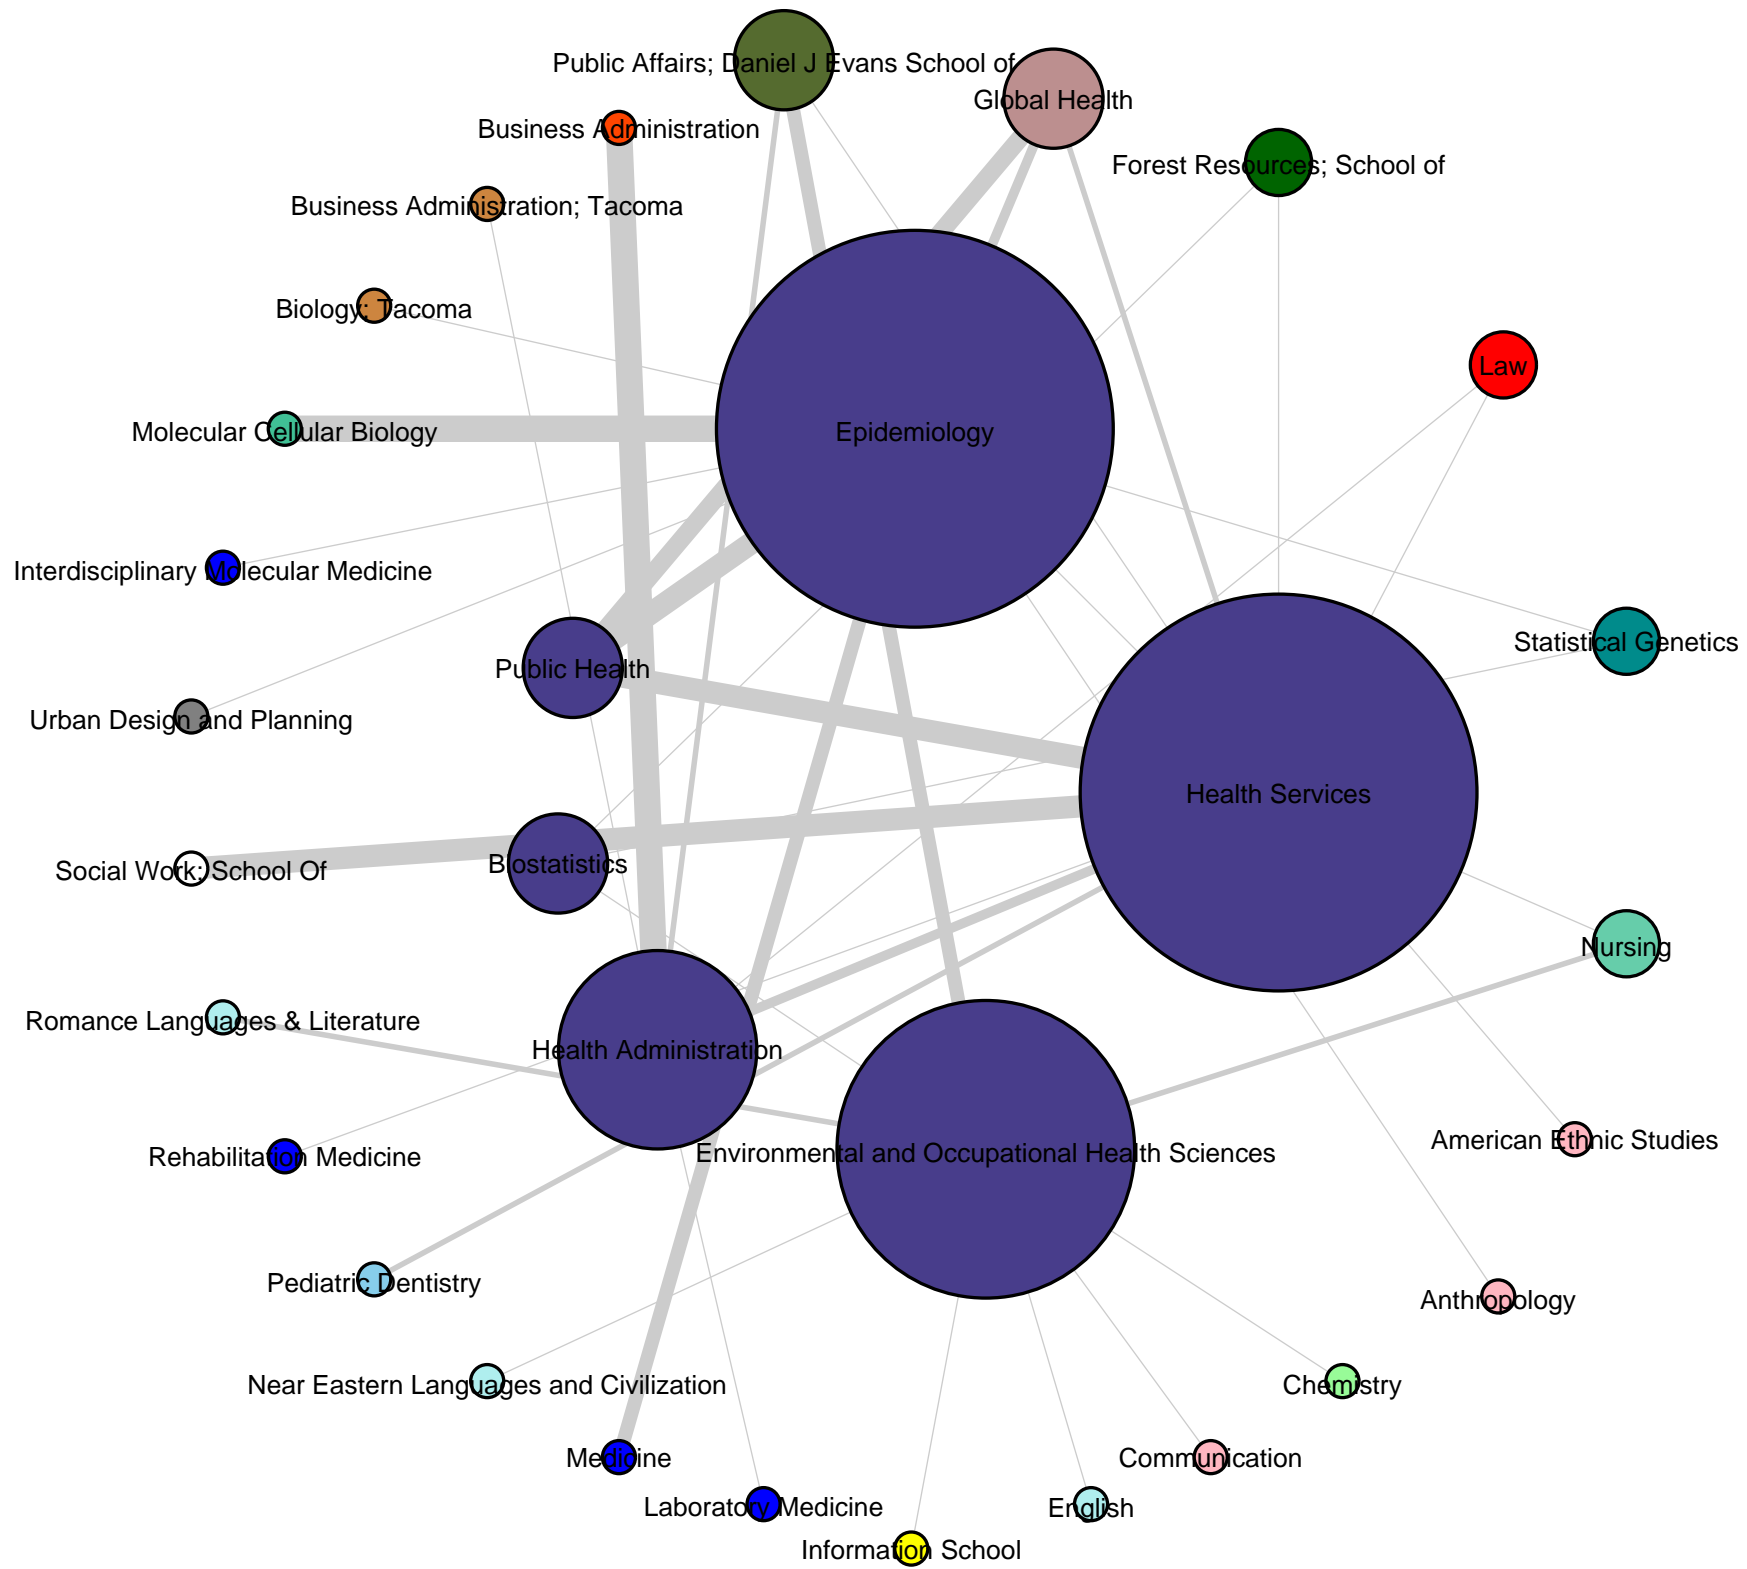 Public Affairs; Daniel J Evans School of
Global Health
Business Administration
Forest Resources; School of
Business Administration; Tacoma
Biology; Tacoma
Law
Molecular Cellular Biology
Epidemiology
Interdisciplinary Molecular Medicine
Statistical Genetics
Public Health
Urban Design and Planning
Health Services
Biostatistics
Social Work; School Of
Nursing
Romance Languages & Literature
Health Administration
American Ethnic Studies
Environmental and Occupational Health Sciences
Rehabilitation Medicine
Pediatric Dentistry
Anthropology
Near Eastern Languages and Civilization
Chemistry
Medicine
Communication
Laboratory Medicine
English
Information School